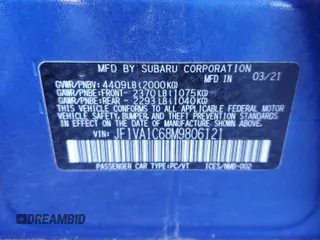 MFD BY SUBARU CORPORATION 03/21
GVWR/PNBV: 4409LB(2000KG)
GAWR/PNBE:FRONT- 2370LB(1075KG)
GAWR/PNBE:REAR - 2293LB(1040KG)
THIS VEHICLE CONFORMS TO ALL APPLICABLE
FEDERAL MOTOR VEHICLE SAFETY, BUMPER,
AND THEFT PREVENTION STANDARDS IN EFFECT
ON THE DATE OF MANUFACTURE SHOWN ABOVE.
VIN: JF1VA1C68M9806121
PASSENGER CAR TYPE:PC/VT ICES/NMB-002
DREAMBID.COM